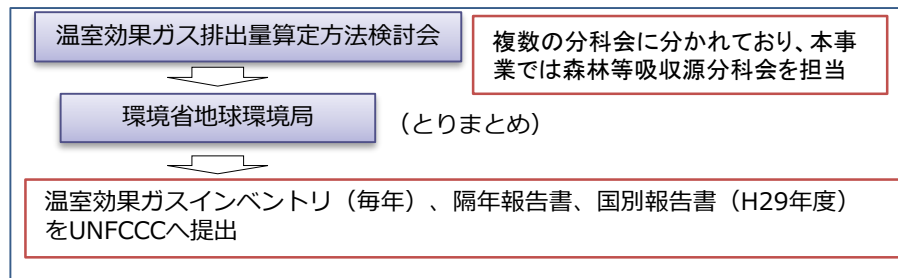 温室効果ガス排出量算定方法検討会
複数の分科会に分かれており、本事
業では森林等吸収源分科会を担当
環境省地球環境局
（とりまとめ）
温室効果ガスインベントリ（毎年）、隔年報告書、国別報告書（H29年度）
をUNFCCCへ提出